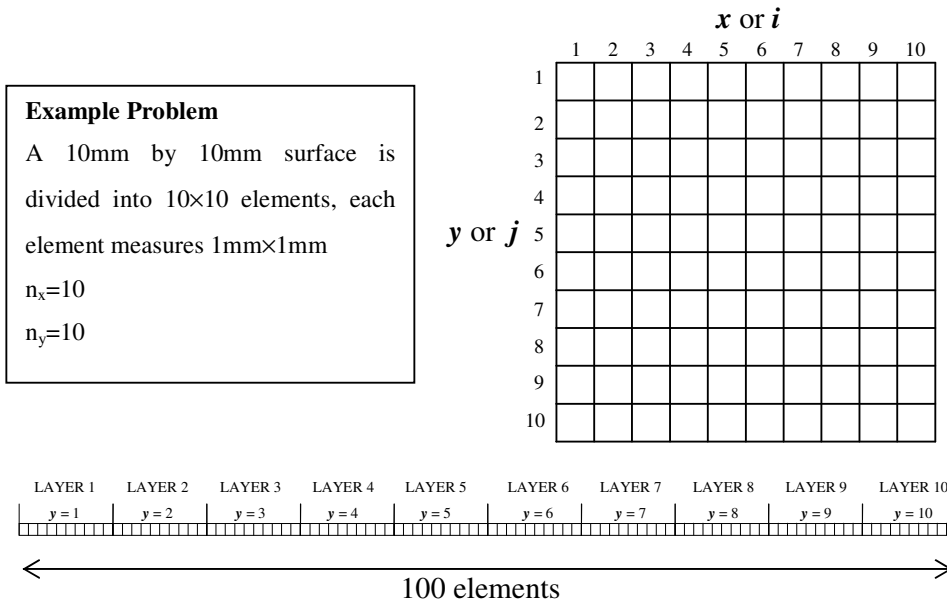 x or i
1 2 3 4 5 6 7 8 9 10
Example Problem
A 10mm by 10mm surface is
divided into 10×10 elements, each
element measures 1mm×1mm
nx=10
ny=10
y or j
1
2
3
4
5
6
7
8
9
10
LAYER 1 LAYER 2 LAYER 3 LAYER 4 LAYER 5 LAYER 6 LAYER 7 LAYER 8 LAYER 9 LAYER 10
y = 1 y = 2 y = 3 y = 4 y = 5 y = 6 y = 7 y = 8 y = 9 y = 10
100 elements